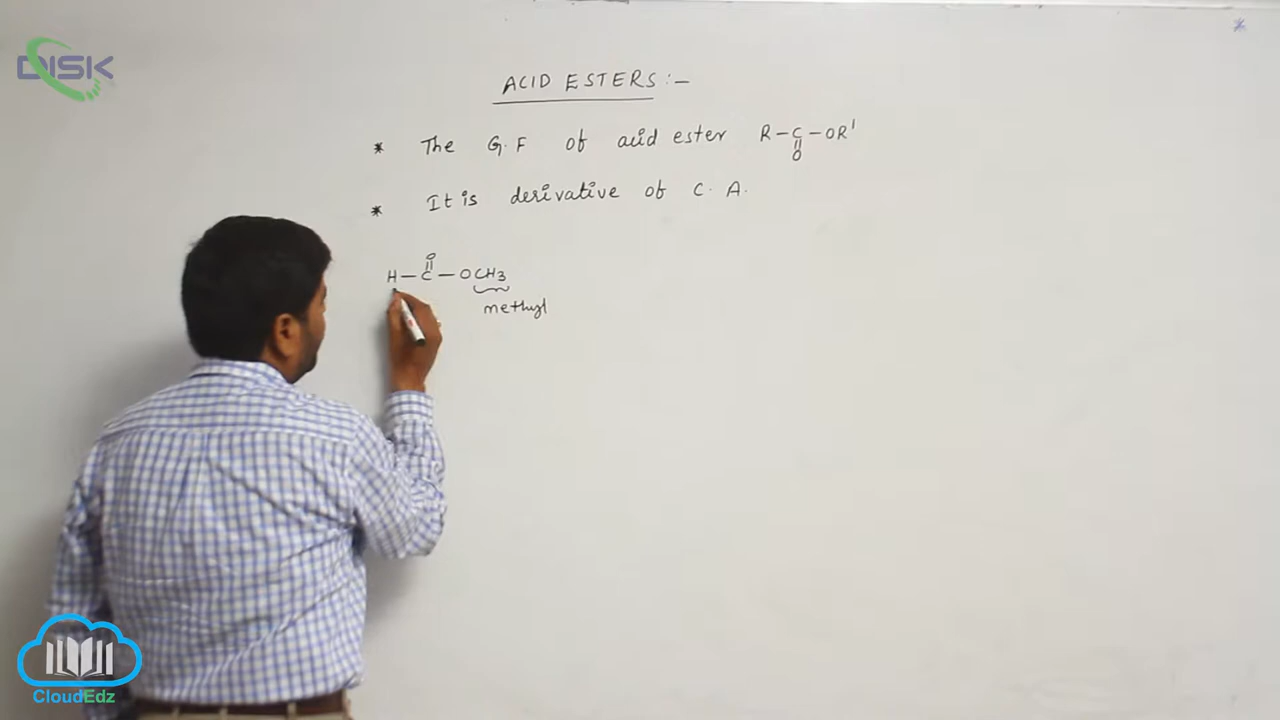 DISK
*
ACID ESTERS :-
* The G.F of acid ester R-C-OR'
||
O
* It is derivative of C. A.
O
||
H-C-OCH3
methyl
CloudEdz